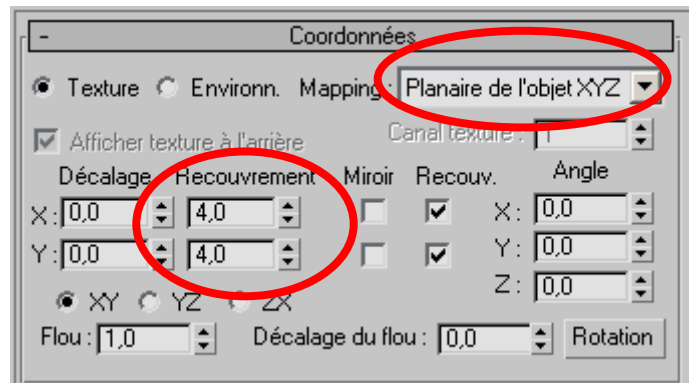 - Coordonnées
Texture Environn. Mapping : Planaire de l'objet XYZ
Afficher texture à l'arrière Canal texture : 1
Décalage Recouvrement Miroir Recouv. Angle
X : 0,0 4,0 X : 0,0
Y : 0,0 4,0 Y : 0,0
XY YZ ZX Z : 0,0
Flou : 1,0 Décalage du flou : 0,0 Rotation